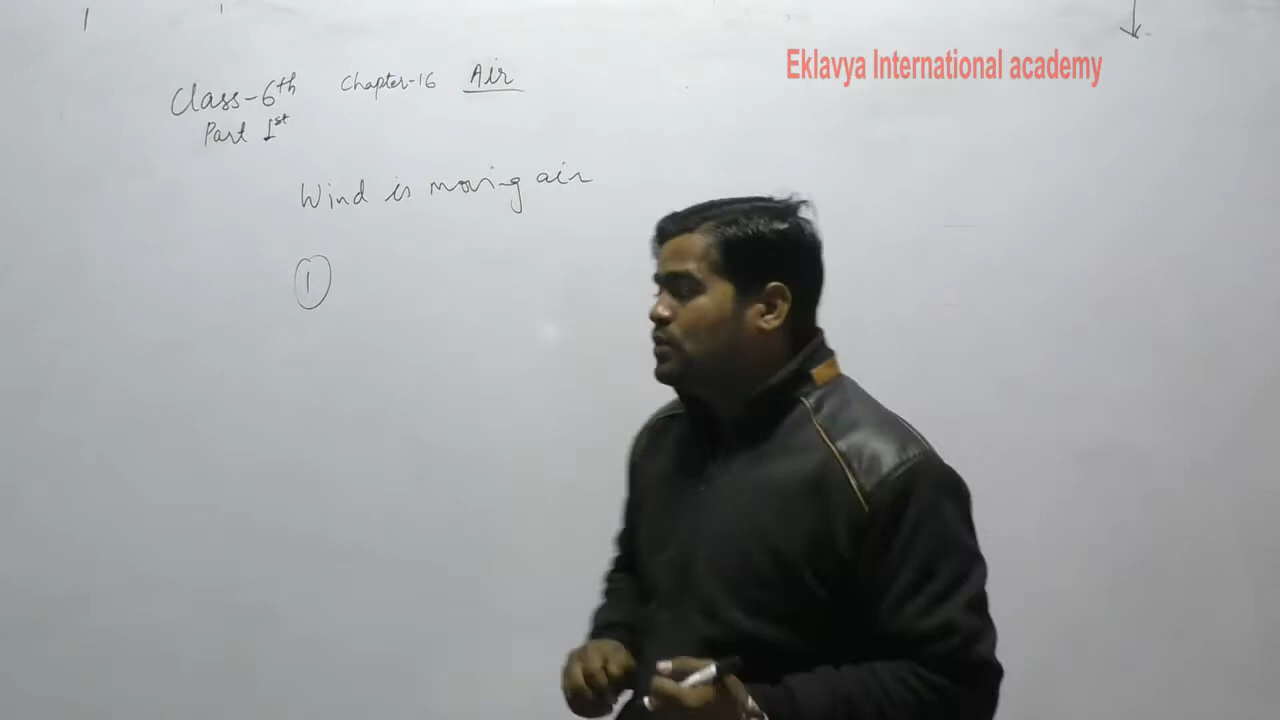 Eklavya International academy
Class-6th Chapter-16 Air
Part 1st
Wind is moving air
1